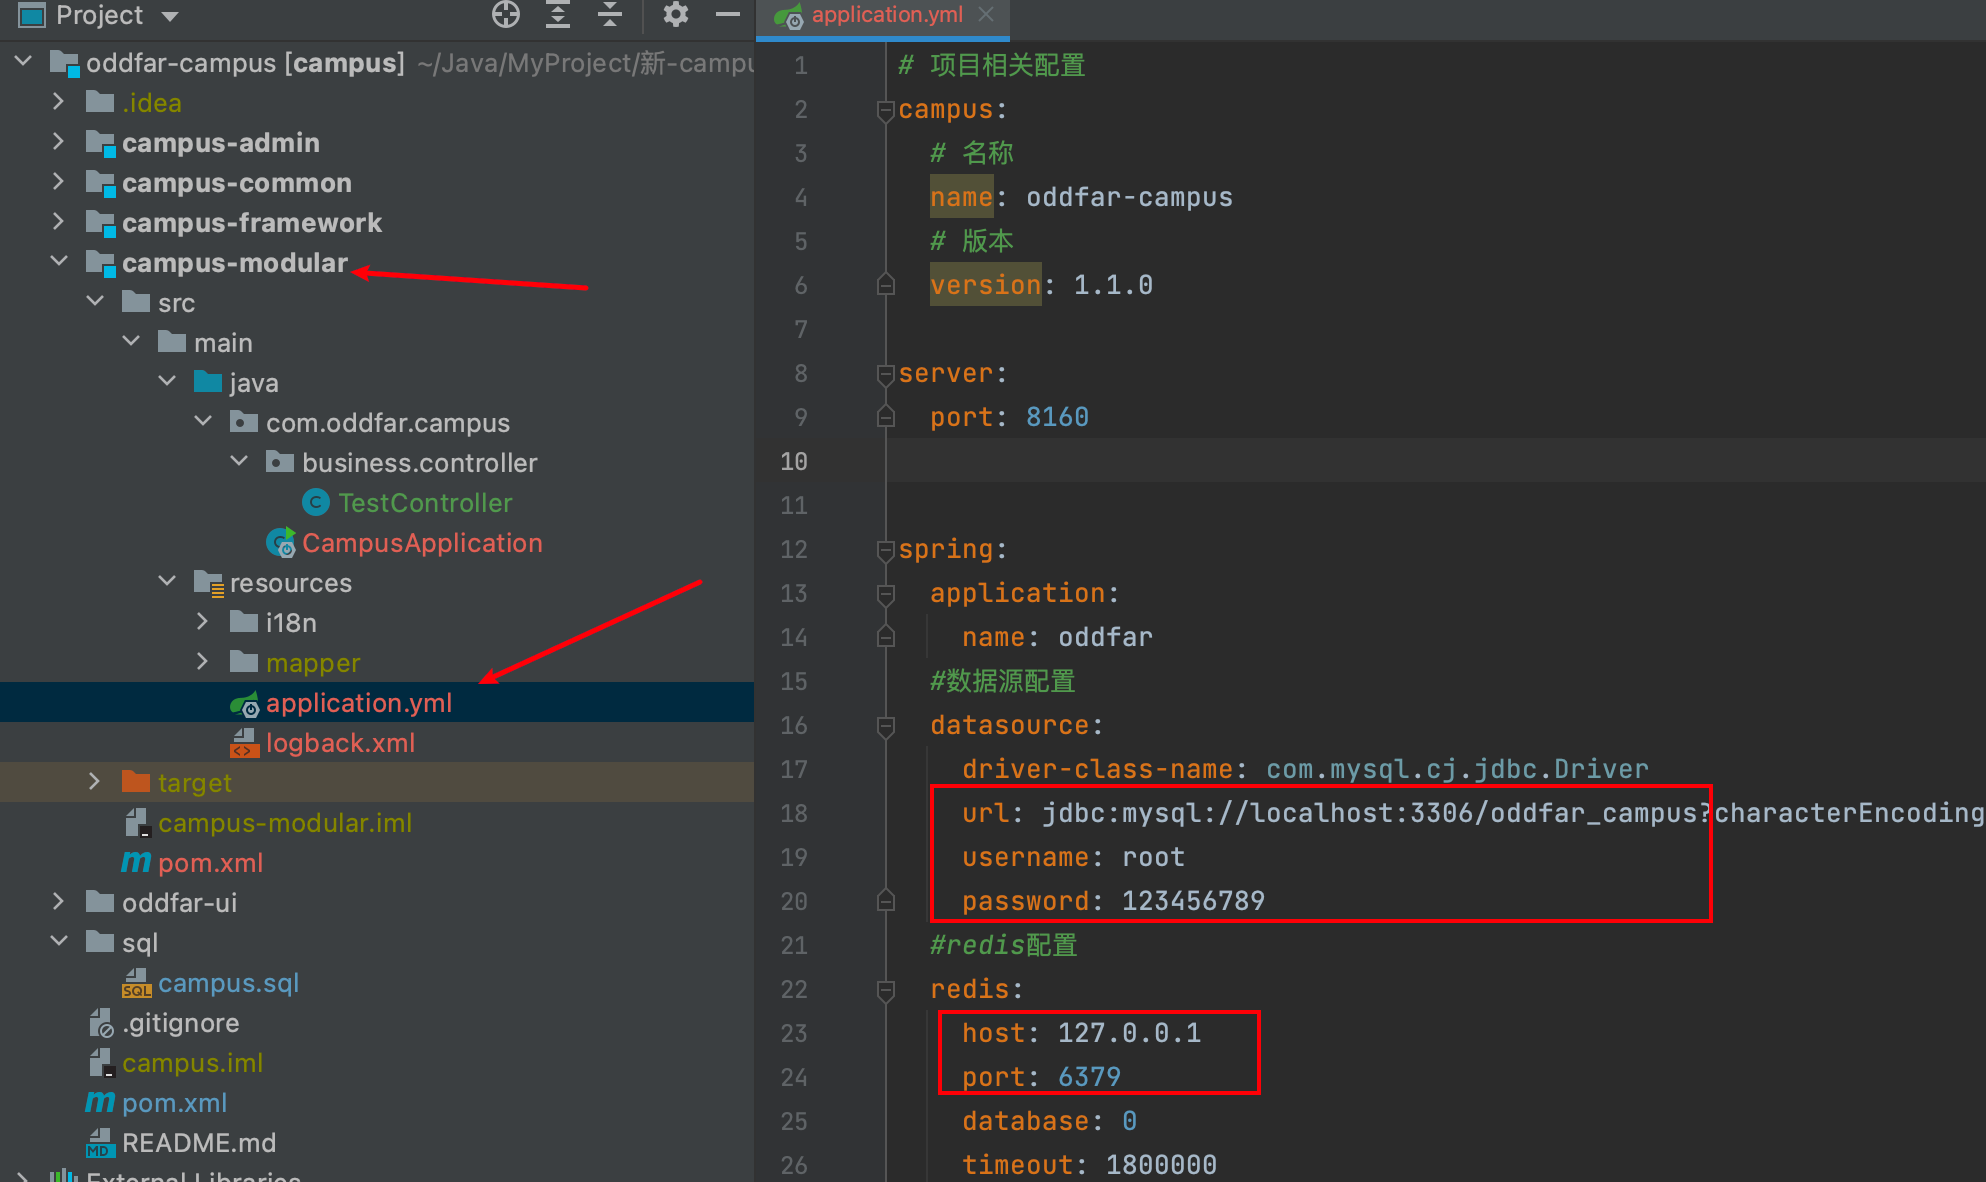 Project
oddfar-campus [campus] ~/Java/MyProject/新-campu
.idea
campus-admin
campus-common
campus-framework
campus-modular
src
main
java
com.oddfar.campus
business.controller
TestController
CampusApplication
resources
i18n
mapper
application.yml
logback.xml
target
campus-modular.iml
pom.xml
oddfar-ui
sql
campus.sql
.gitignore
campus.iml
pom.xml
README.md
External Libraries
application.yml
1 # 项目相关配置
2 campus:
3 # 名称
4 name: oddfar-campus
5 # 版本
6 version: 1.1.0
7
8 server:
9 port: 8160
10
11
12 spring:
13 application:
14 name: oddfar
15 #数据源配置
16 datasource:
17 driver-class-name: com.mysql.cj.jdbc.Driver
18 url: jdbc:mysql://localhost:3306/oddfar_campus?characterEncoding
19 username: root
20 password: 123456789
21 #redis配置
22 redis:
23 host: 127.0.0.1
24 port: 6379
25 database: 0
26 timeout: 1800000